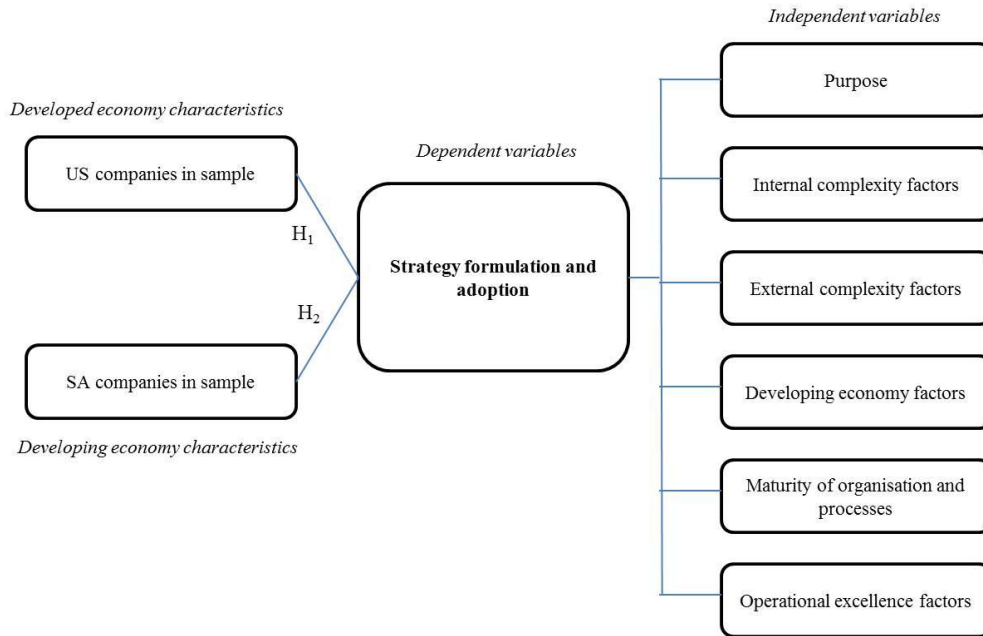 Independent variables
Purpose
Developed economy characteristics
US companies in sample
Dependent variables
Internal complexity factors
H₁
Strategy formulation and
adoption
External complexity factors
H₂
SA companies in sample
Developing economy factors
Developing economy characteristics
Maturity of organisation and
processes
Operational excellence factors